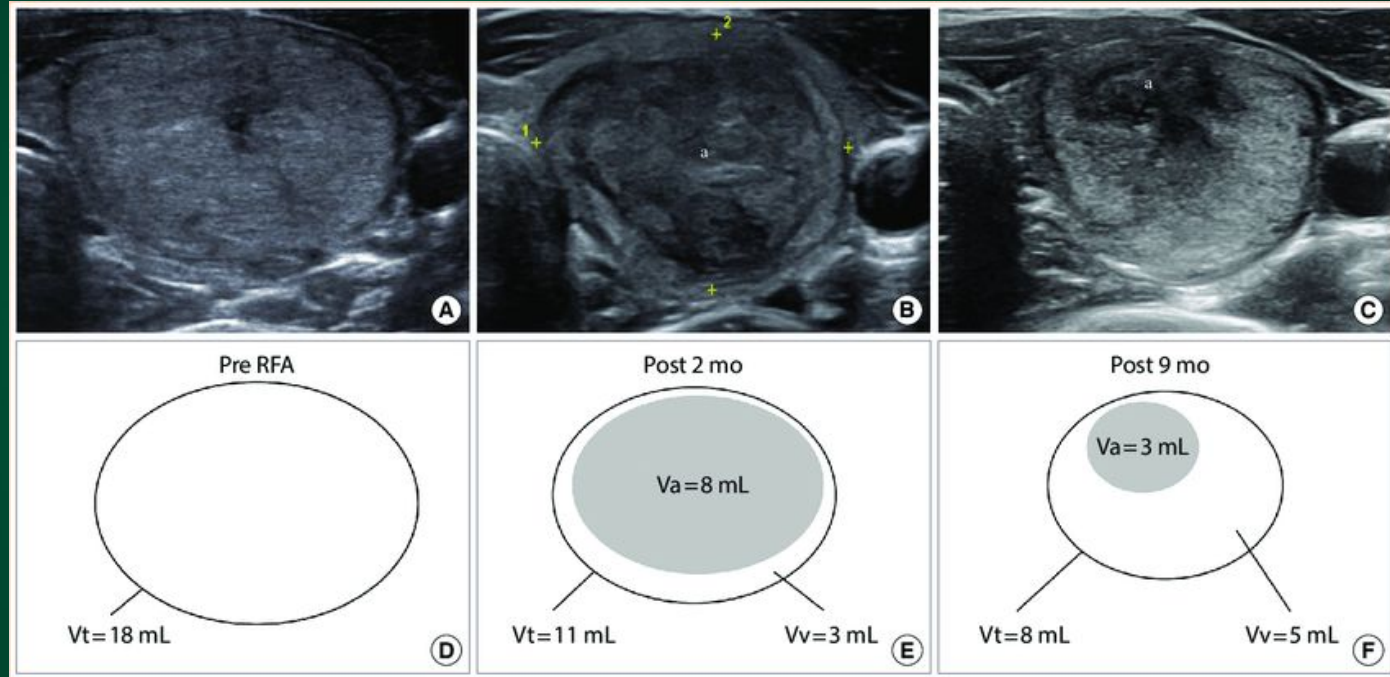 2
1
a
a
A
B
C
Pre RFA
Vt=18 mL
D
Post 2 mo
Va=8 mL
Vt=11 mL
Vv=3 mL
E
Post 9 mo
Va=3 mL
Vt=8 mL
Vv=5 mL
F